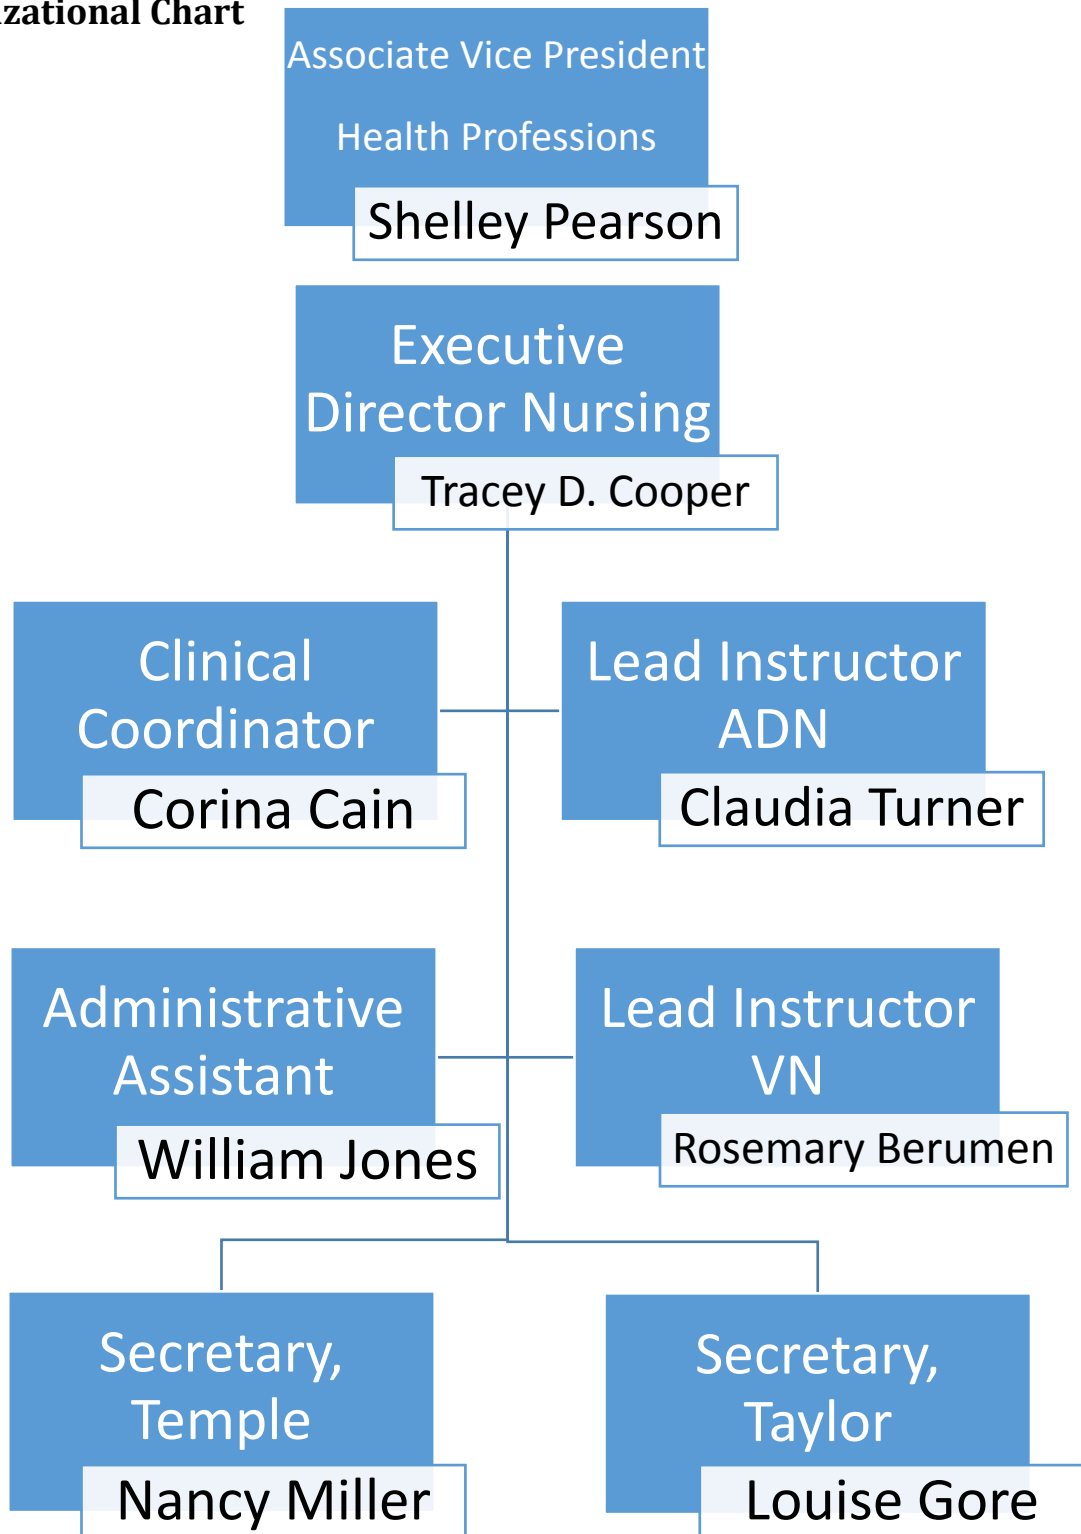 izational Chart
Associate Vice President
Health Professions
Shelley Pearson
Executive
Director Nursing
Tracey D. Cooper
Clinical
Coordinator
Corina Cain
Lead Instructor
ADN
Claudia Turner
Administrative
Assistant
William Jones
Lead Instructor
VN
Rosemary Berumen
Secretary,
Temple
Nancy Miller
Secretary,
Taylor
Louise Gore